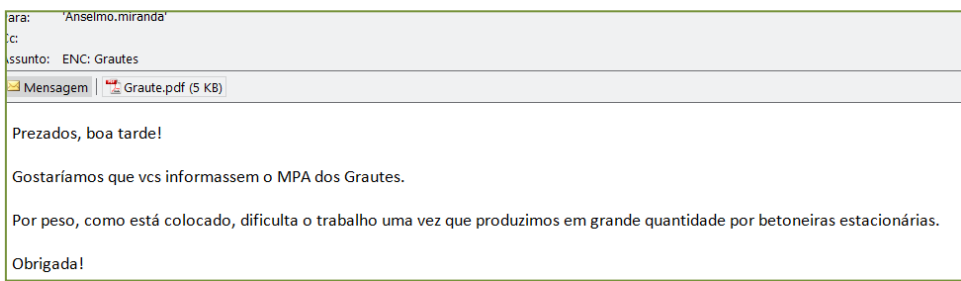 ara: 'Anselmo.miranda'
Cc:
Assunto: ENC: Grautes
Mensagem Graute.pdf (5 KB)
Prezados, boa tarde!
Gostaríamos que vcs informassem o MPA dos Grautes.
Por peso, como está colocado, dificulta o trabalho uma vez que produzimos em grande quantidade por betoneiras estacionárias.
Obrigada!